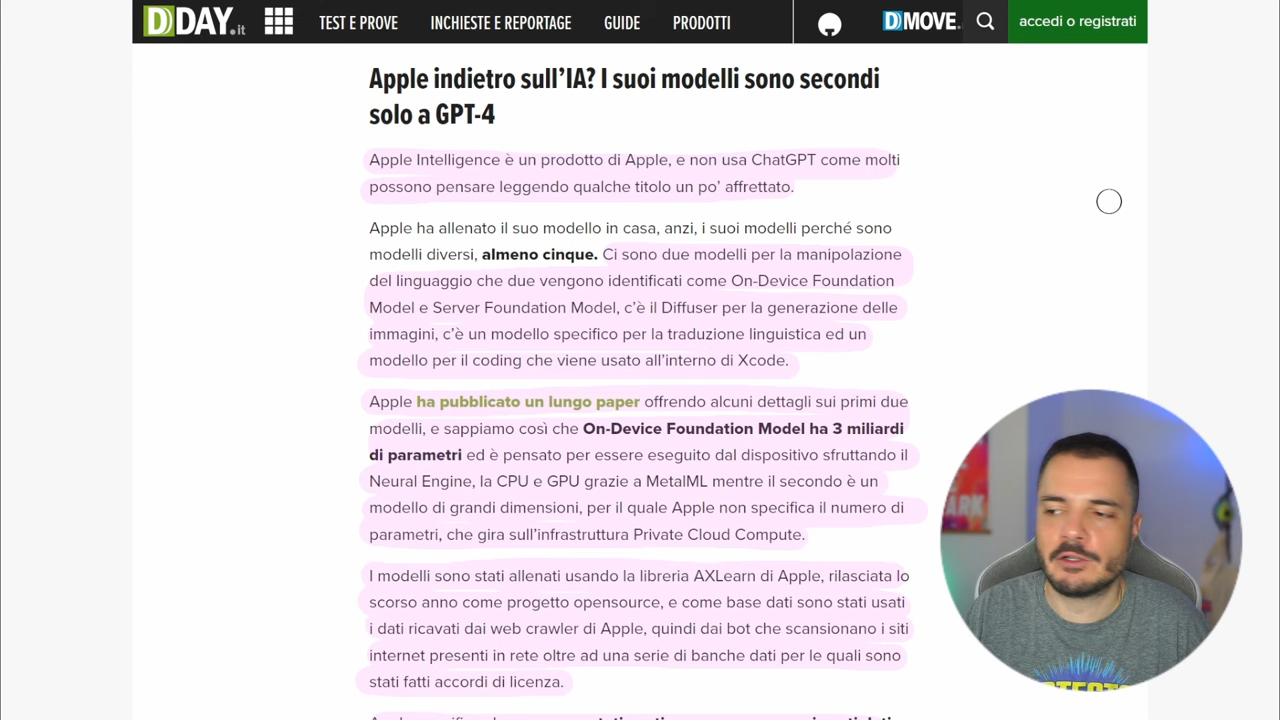 DDAY.it TEST E PROVE INCHIESTE E REPORTAGE GUIDE PRODOTTI DMOVE. accedi o registrati
Apple indietro sull'IA? I suoi modelli sono secondi
solo a GPT-4
Apple Intelligence è un prodotto di Apple, e non usa ChatGPT come molti
possono pensare leggendo qualche titolo un po' affrettato.
Apple ha allenato il suo modello in casa, anzi, i suoi modelli perché sono
modelli diversi, almeno cinque. Ci sono due modelli per la manipolazione
del linguaggio che due vengono identificati come On-Device Foundation
Model e Server Foundation Model, c'è il Diffuser per la generazione delle
immagini, c'è un modello specifico per la traduzione linguistica ed un
modello per il coding che viene usato all'interno di Xcode.
Apple ha pubblicato un lungo paper offrendo alcuni dettagli sui primi due
modelli, e sappiamo così che On-Device Foundation Model ha 3 miliardi
di parametri ed è pensato per essere eseguito dal dispositivo sfruttando il
Neural Engine, la CPU e GPU grazie a MetalML mentre il secondo è un
modello di grandi dimensioni, per il quale Apple non specifica il numero di
parametri, che gira sull'infrastruttura Private Cloud Compute.
I modelli sono stati allenati usando la libreria AXLearn di Apple, rilasciata lo
scorso anno come progetto opensource, e come base dati sono stati usati
i dati ricavati dai web crawler di Apple, quindi dai bot che scansionano i siti
internet presenti in rete oltre ad una serie di banche dati per le quali sono
stati fatti accordi di licenza.